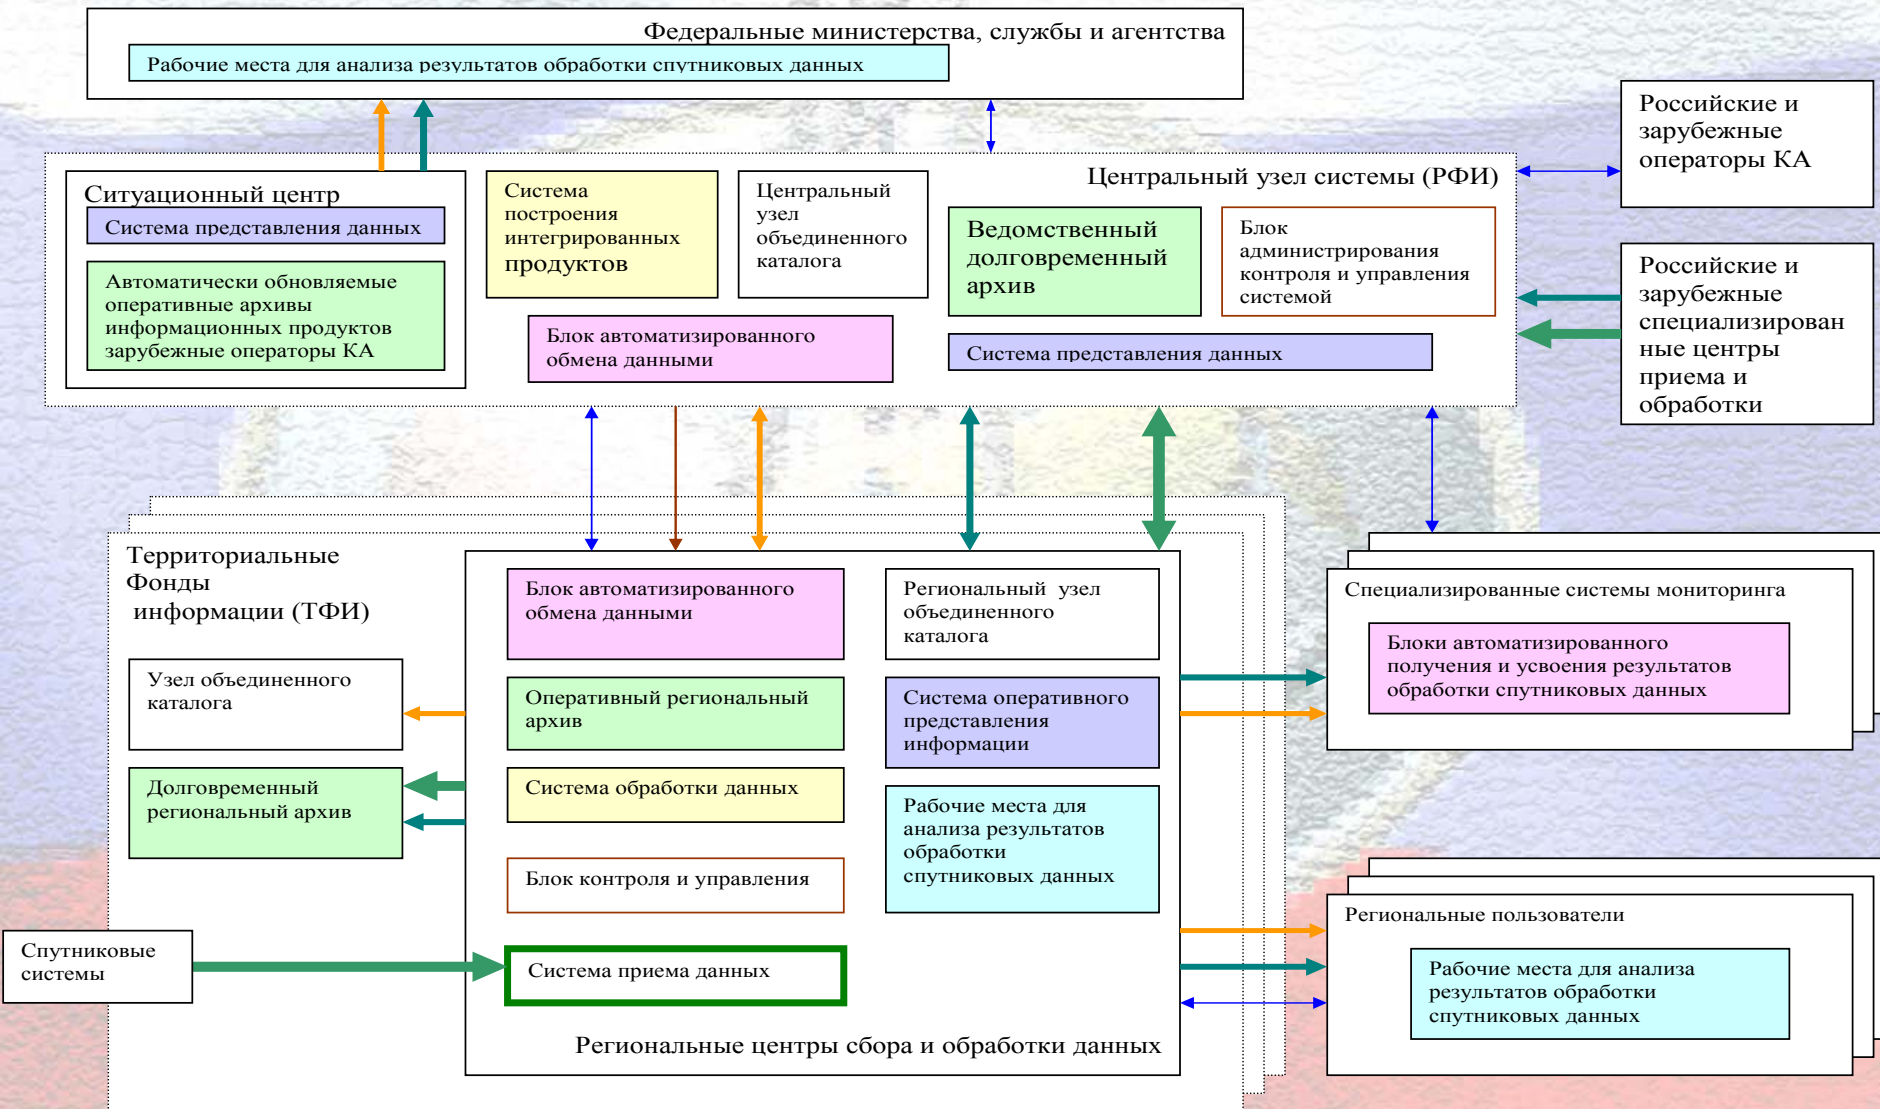 Федеральные министерства, службы и агентства
Рабочие места для анализа результатов обработки спутниковых данных
Российские и
зарубежные
операторы КА
Центральный узел системы (РФИ)
Ситуационный центр
Система представления данных
Автоматически обновляемые
оперативные архивы
информационных продуктов
зарубежные операторы КА
Система
построения
интегрированных
продуктов
Центральный
узел
объединенного
каталога
Ведомственный
долговременный
архив
Блок
администрирования
контроля и управления
системой
Блок автоматизированного
обмена данными
Система представления данных
Российские и
зарубежные
специализирован
ные центры
приема и
обработки
Территориальные
Фонды
информации (ТФИ)
Узел объединенного
каталога
Долговременный
региональный архив
Спутниковые
системы
Блок автоматизированного
обмена данными
Оперативный региональный
архив
Система обработки данных
Блок контроля и управления
Система приема данных
Региональный узел
объединенного
каталога
Система оперативного
представления
информации
Рабочие места для
анализа результатов
обработки
спутниковых данных
Региональные центры сбора и обработки данных
Специализированные системы мониторинга
Блоки автоматизированного
получения и усвоения результатов
обработки спутниковых данных
Региональные пользователи
Рабочие места для анализа
результатов обработки
спутниковых данных